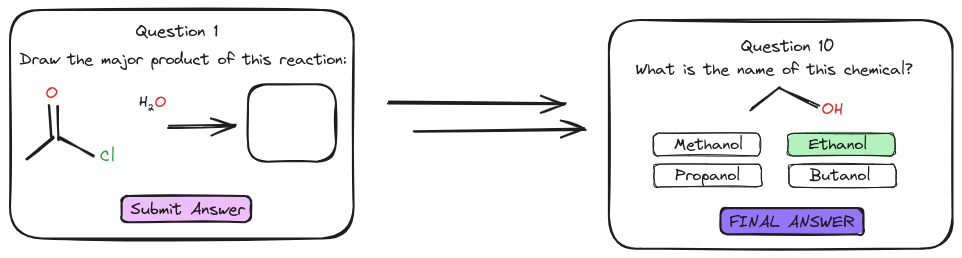 Question 1
Draw the major product of this reaction:
O
H₂O
Cl
Submit Answer
Question 10
What is the name of this chemical?
OH
Methanol
Ethanol
Propanol
Butanol
FINAL ANSWER